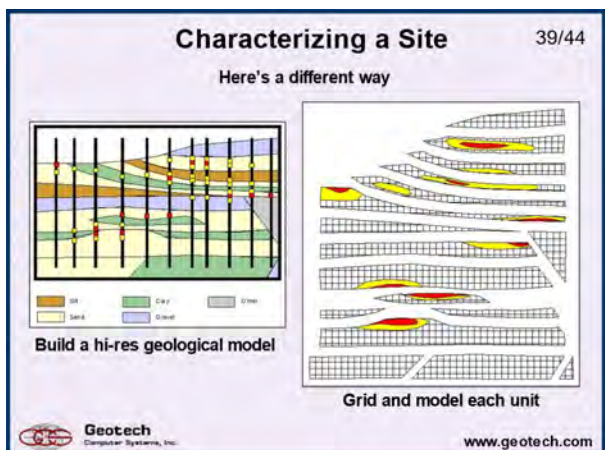 Characterizing a Site
39/44
Here's a different way
Silt
Clay
Other
Sand
Gravel
Build a hi-res geological model
Grid and model each unit
Geotech
Computer Systems, Inc.
www.geotech.com